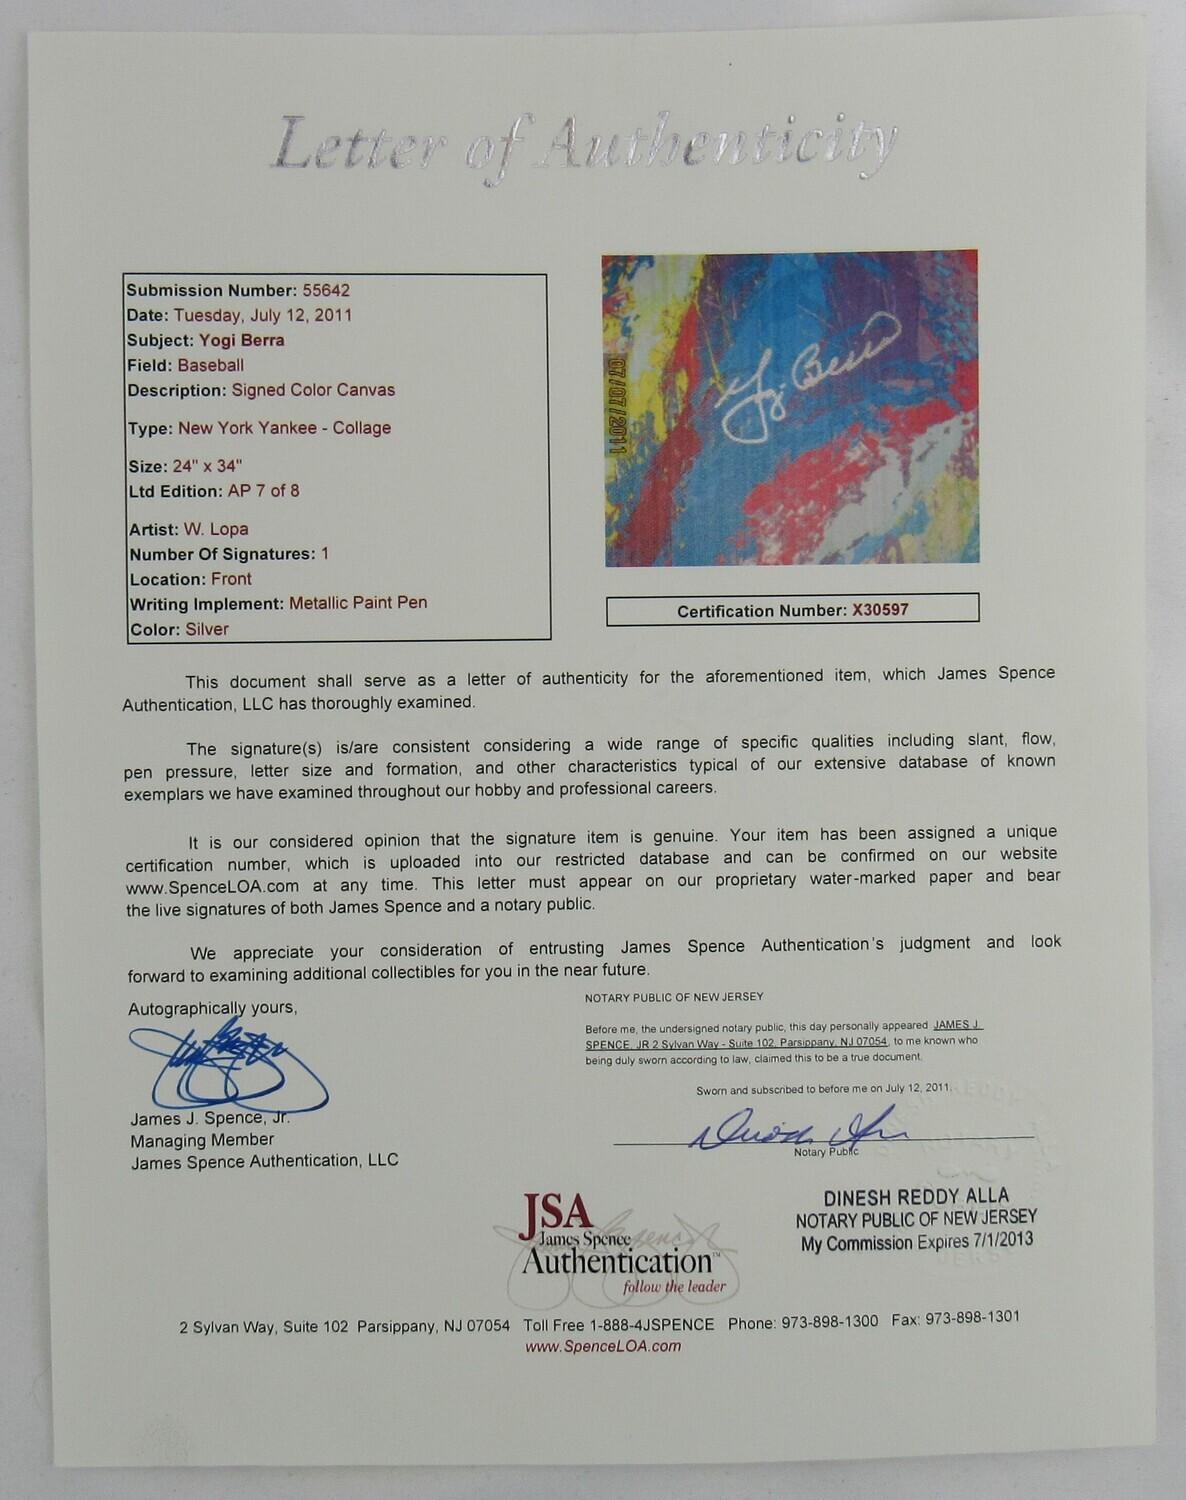 Letter of Authenticity
Submission Number: 55642
Date: Tuesday, July 12, 2011
Subject: Yogi Berra
Field: Baseball
Description: Signed Color Canvas
Type: New York Yankee - Collage
Size: 24" x 34"
Ltd Edition: AP 7 of 8
Artist: W. Lopa
Number Of Signatures: 1
Location: Front
Writing Implement: Metallic Paint Pen
Color: Silver
Yogi Berra
07/07/2011
Certification Number: X30597
This document shall serve as a letter of authenticity for the aforementioned item, which James Spence
Authentication, LLC has thoroughly examined.
The signature(s) is/are consistent considering a wide range of specific qualities including slant, flow,
pen pressure, letter size and formation, and other characteristics typical of our extensive database of known
exemplars we have examined throughout our hobby and professional careers.
It is our considered opinion that the signature item is genuine. Your item has been assigned a unique
certification number, which is uploaded into our restricted database and can be confirmed on our website
www.SpenceLOA.com at any time. This letter must appear on our proprietary water-marked paper and bear
the live signatures of both James Spence and a notary public.
We appreciate your consideration of entrusting James Spence Authentication's judgment and look
forward to examining additional collectibles for you in the near future.
Autographically yours,
James J. Spence, Jr.
Managing Member
James Spence Authentication, LLC
NOTARY PUBLIC OF NEW JERSEY
Before me, the undersigned notary public, this day personally appeared JAMES J.
SPENCE, JR 2 Sylvan Way - Suite 102, Parsippany, NJ 07054, to me known who
being duly sworn according to law, claimed this to be a true document.
Sworn and subscribed to before me on July 12, 2011.
Notary Public
DINESH REDDY ALLA
NOTARY PUBLIC OF NEW JERSEY
My Commission Expires 7/1/2013
JSA
James Spence
Authentication™
follow the leader
2 Sylvan Way, Suite 102 Parsippany, NJ 07054 Toll Free 1-888-4JSPENCE Phone: 973-898-1300 Fax: 973-898-1301
www.SpenceLOA.com